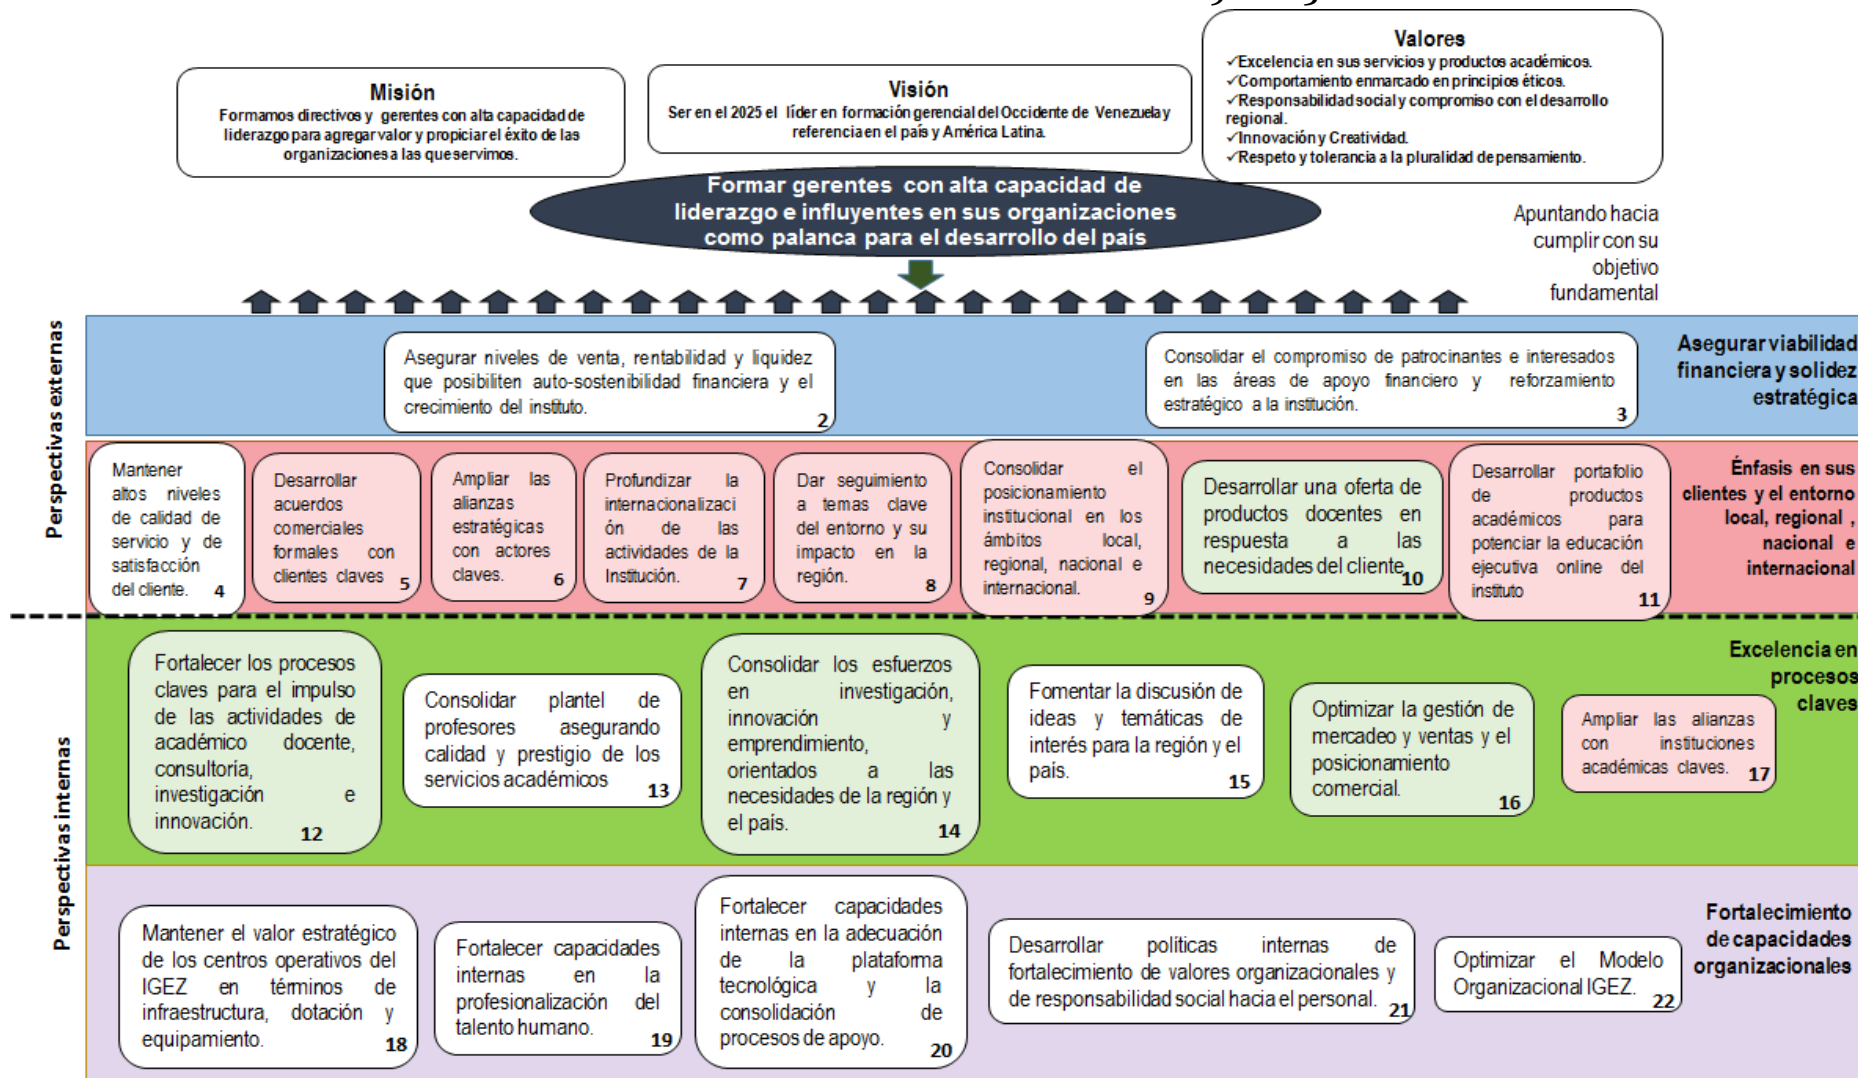 Misión
Formamos directivos y gerentes con alta capacidad de
liderazgo para agregar valor y propiciar el éxito de las
organizaciones a las que servimos.
Visión
Ser en el 2025 el líder en formación gerencial del Occidente de Venezuela y
referencia en el país y América Latina.
Valores
✓Excelencia en sus servicios y productos académicos.
✓Comportamiento enmarcado en principios éticos.
✓Responsabilidad social y compromiso con el desarrollo
regional.
✓Innovación y Creatividad.
✓Respeto y tolerancia a la pluralidad de pensamiento.
Formar gerentes con alta capacidad de
liderazgo e influyentes en sus organizaciones
como palanca para el desarrollo del país
Apuntando hacia
cumplir con su
objetivo
fundamental
Perspectivas externas
Asegurar niveles de venta, rentabilidad y liquidez
que posibiliten auto-sostenibilidad financiera y el
crecimiento del instituto.
2
Consolidar el compromiso de patrocinantes e interesados
en las áreas de apoyo financiero y reforzamiento
estratégico a la institución.
3
Asegurar viabilidad
financiera y solidez
estratégica
Mantener
altos niveles
de calidad de
servicio y de
satisfacción
del cliente. 4
Desarrollar
acuerdos
comerciales
formales con
clientes claves 5
Ampliar las
alianzas
estratégicas
con actores
claves. 6
Profundizar la
internacionalizaci
ón de las
actividades de la
Institución. 7
Dar seguimiento
a temas clave
del entorno y su
impacto en la
región. 8
Consolidar el
posicionamiento
institucional en los
ámbitos local,
regional, nacional e
internacional. 9
Desarrollar una oferta de
productos docentes en
respuesta a las
necesidades del cliente 10
Desarrollar portafolio
de productos
académicos para
potenciar la educación
ejecutiva online del
instituto 11
Énfasis en sus
clientes y el entorno
local, regional ,
nacional e
internacional
Perspectivas internas
Fortalecer los procesos
claves para el impulso
de las actividades de
académico docente,
consultoría,
investigación e
innovación. 12
Consolidar plantel de
profesores asegurando
calidad y prestigio de los
servicios académicos 13
Consolidar los esfuerzos
en investigación,
innovación y
emprendimiento,
orientados a las
necesidades de la región y
el país. 14
Fomentar la discusión de
ideas y temáticas de
interés para la región y el
país. 15
Optimizar la gestión de
mercadeo y ventas y el
posicionamiento
comercial. 16
Ampliar las alianzas
con instituciones
académicas claves. 17
Excelencia en
procesos
claves
Mantener el valor estratégico
de los centros operativos del
IGEZ en términos de
infraestructura, dotación y
equipamiento. 18
Fortalecer capacidades
internas en la
profesionalización del
talento humano. 19
Fortalecer capacidades
internas en la adecuación
de la plataforma
tecnológica y la
consolidación de
procesos de apoyo. 20
Desarrollar políticas internas de
fortalecimiento de valores organizacionales y
de responsabilidad social hacia el personal. 21
Optimizar el Modelo
Organizacional IGEZ. 22
Fortalecimiento
de capacidades
organizacionales